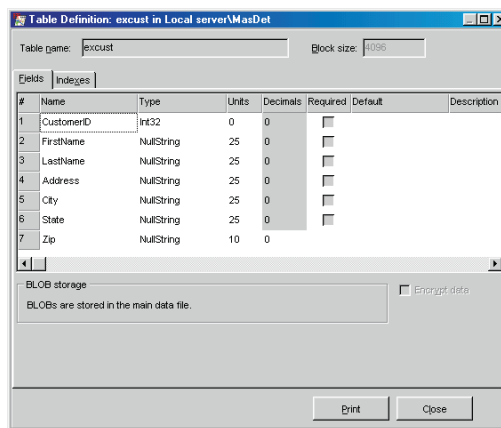 Table Definition: excust in Local server\MasDet
Table name: excust Block size: 4096
Fields Indexes
# Name Type Units Decimals Required Default Description
1 CustomerID Int32 0 0
2 FirstName NullString 25 0
3 LastName NullString 25 0
4 Address NullString 25 0
5 City NullString 25 0
6 State NullString 25 0
7 Zip NullString 10 0
BLOB storage
Encrypt data
BLOBs are stored in the main data file.
Print Close